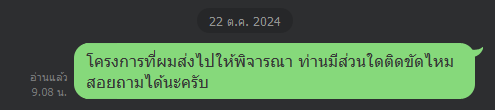 22 ต.ค. 2024
โครงการที่ผมส่งไปให้พิจารณา ท่านมีส่วนใดติดขัดไหม
สอยถามได้นะครับ
อ่านแล้ว
9.08 น.